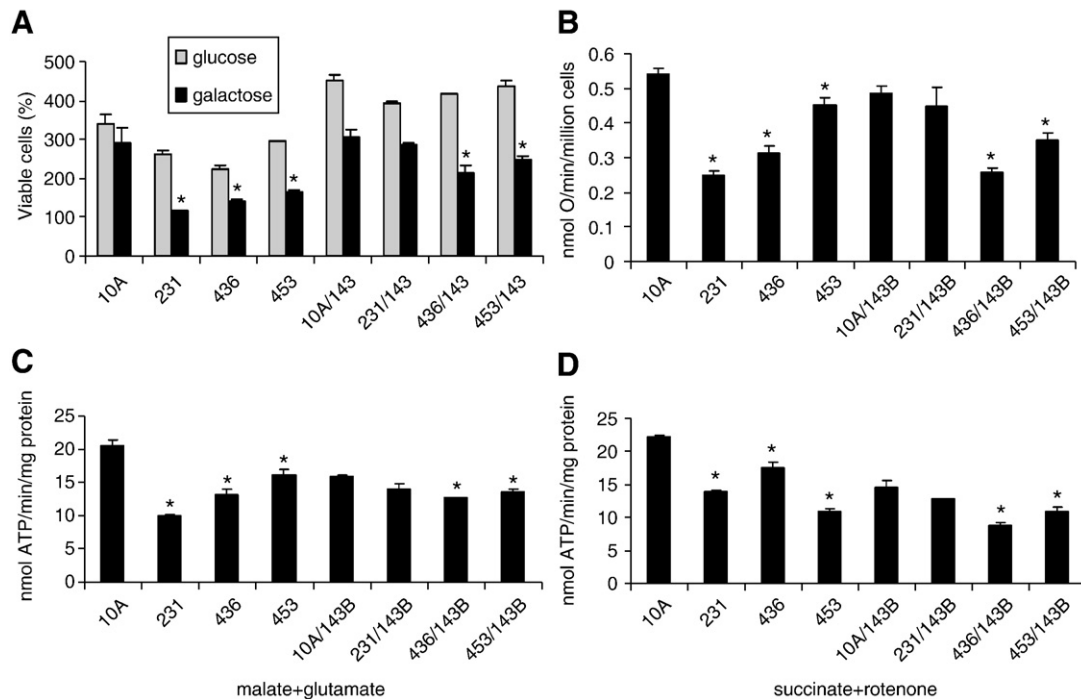 A
glucose
galactose
Viable cells (%)
500
400
300
200
100
0
*
*
*
*
*
10A
231
436
453
10A/143
231/143
436/143
453/143
B
nmol O/min/million cells
0.6
0.5
0.4
0.3
0.2
0.1
0
*
*
*
*
*
10A
231
436
453
10A/143B
231/143B
436/143B
453/143B
C
nmol ATP/min/mg protein
25
20
15
10
5
0
*
*
*
*
*
10A
231
436
453
10A/143B
231/143B
436/143B
453/143B
malate+glutamate
D
nmol ATP/min/mg protein
25
20
15
10
5
0
*
*
*
*
*
10A
231
436
453
10A/143B
231/143B
436/143B
453/143B
succinate+rotenone